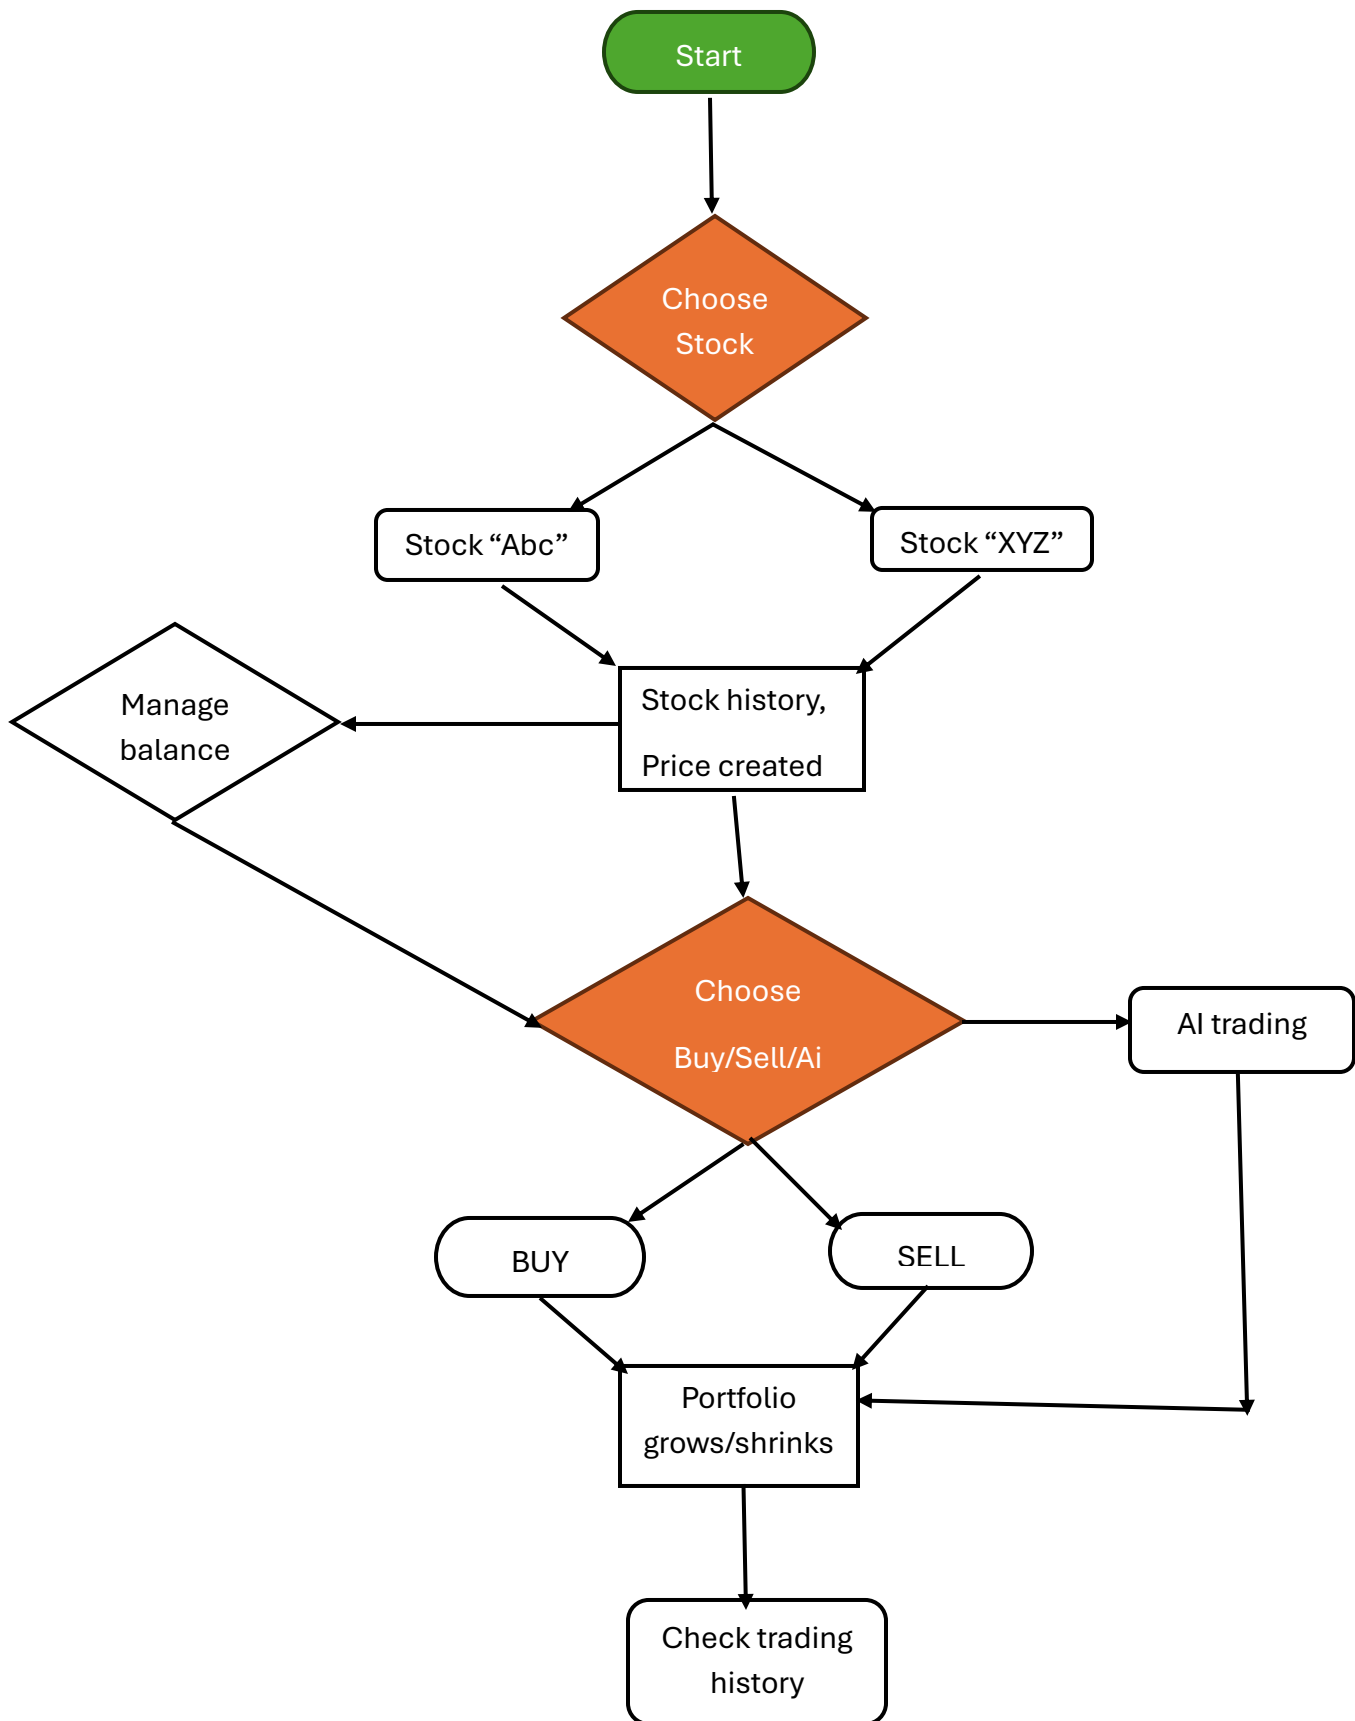 Start
Choose
Stock
Stock “Abc”
Stock “XYZ”
Manage
balance
Stock history,
Price created
Choose
Buy/Sell/Ai
AI trading
BUY
SELL
Portfolio
grows/shrinks
Check trading
history